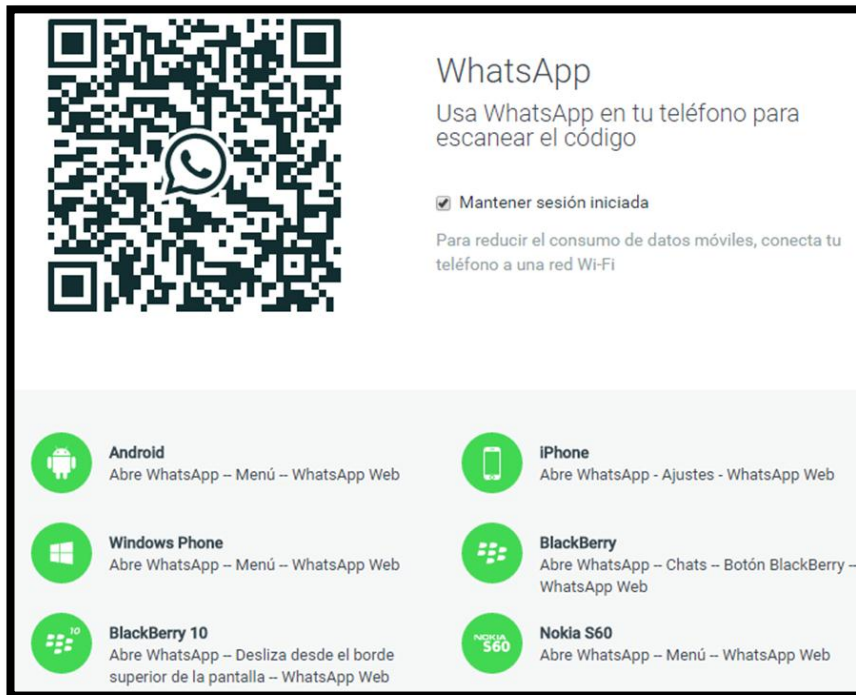 WhatsApp
Usa WhatsApp en tu teléfono para
escanear el código
Mantener sesión iniciada
Para reducir el consumo de datos móviles, conecta tu
teléfono a una red Wi-Fi
Android
Abre WhatsApp -- Menú -- WhatsApp Web
iPhone
Abre WhatsApp - Ajustes - WhatsApp Web
Windows Phone
Abre WhatsApp -- Menú -- WhatsApp Web
BlackBerry
Abre WhatsApp -- Chats -- Botón BlackBerry --
WhatsApp Web
10
BlackBerry 10
Abre WhatsApp -- Desliza desde el borde
superior de la pantalla -- WhatsApp Web
NOKIA
S60
Nokia S60
Abre WhatsApp -- Menú -- WhatsApp Web